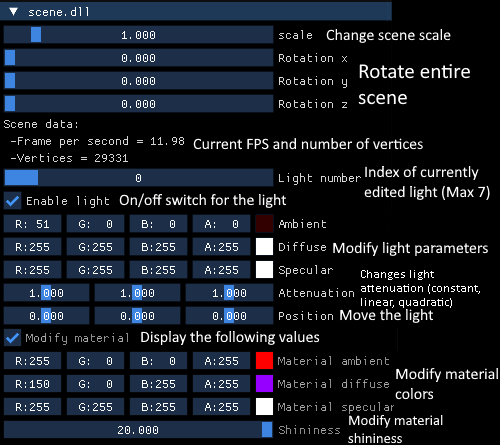 ▼ scene.dll
1.000 scale Change scene scale
0.000 Rotation x
0.000 Rotation y Rotate entire
0.000 Rotation z scene
Scene data:
-Frame per second = 11.98 Current FPS and number of vertices
-Vertices = 29331
0 Light number Index of currently
edited light (Max 7)
Enable light On/off switch for the light
R: 51 G: 0 B: 0 A: 0 Ambient
R:255 G:255 B:255 A:255 Diffuse Modify light parameters
R:255 G:255 B:255 A:255 Specular
1.000 1.000 1.000 Attenuation Changes light
attenuation (constant,
linear, quadratic)
0.000 0.000 0.000 Position Move the light
Modify material Display the following values
R:255 G: 0 B: 0 A:255 Material ambient
R:150 G: 0 B:255 A:255 Material diffuse Modify material
R:255 G:255 B:255 A:255 Material specular colors
20.000 Shininess Modify material
shininess